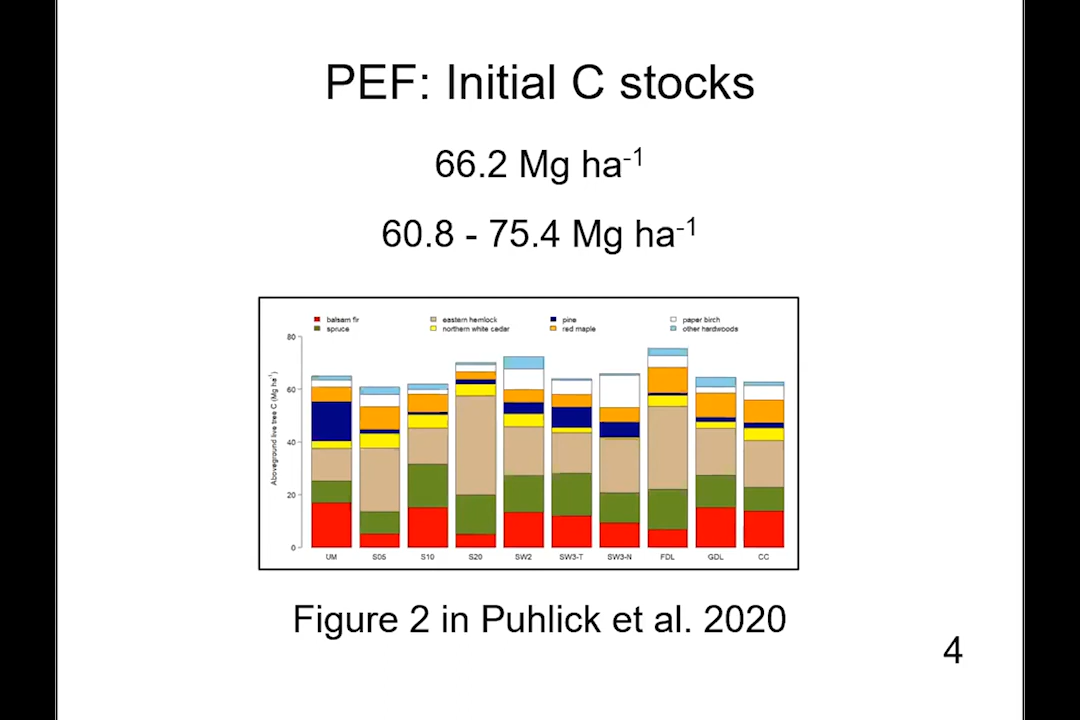 PEF: Initial C stocks
66.2 Mg ha-1
60.8 - 75.4 Mg ha-1
balsam fir eastern hemlock pine paper birch
spruce northern white cedar red maple other hardwoods
Aboveground live tree C (Mg ha-1)
80
60
40
20
0
UM S05 S10 S20 SW2 SW3-T SW3-N FDL GDL CC
Figure 2 in Puhlick et al. 2020
4